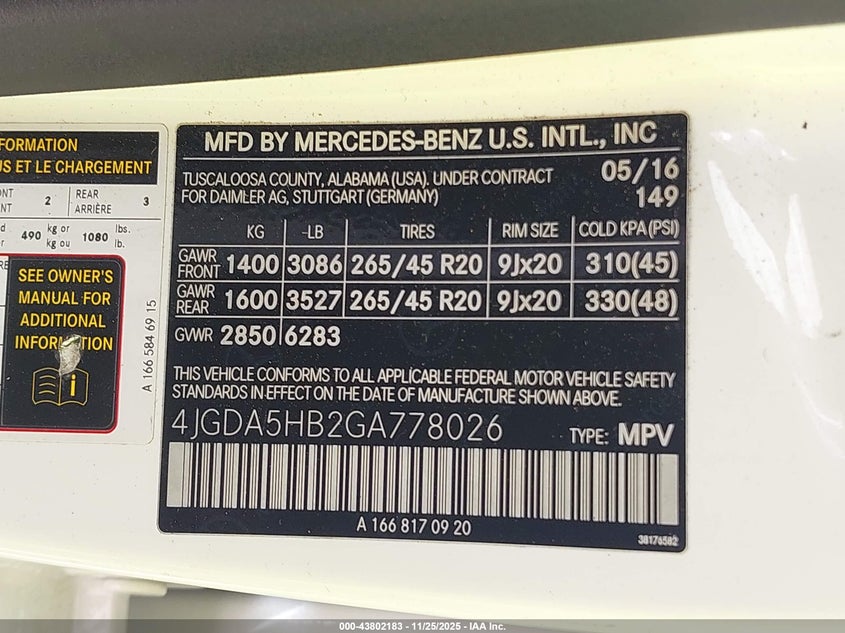 FORMATION
US ET LE CHARGEMENT
2 REAR ARRIÈRE 3
490 kg or kg ou 1080 lbs. lb.
SEE OWNER'S
MANUAL FOR
ADDITIONAL
INFORMATION
A 166 584 69 15
MFD BY MERCEDES-BENZ U.S. INTL., INC
TUSCALOOSA COUNTY, ALABAMA (USA). UNDER CONTRACT 05/16
FOR DAIMLER AG, STUTTGART (GERMANY) 149
KG -LB TIRES RIM SIZE COLD KPA (PSI)
GAWR FRONT 1400 3086 265/45 R20 9Jx20 310(45)
GAWR REAR 1600 3527 265/45 R20 9Jx20 330(48)
GVWR 2850 6283
THIS VEHICLE CONFORMS TO ALL APPLICABLE FEDERAL MOTOR VEHICLE SAFETY
STANDARDS IN EFFECT ON THE DATE OF MANUFACTURE SHOWN ABOVE.
4JGDA5HB2GA778026 TYPE: MPV
A 166 817 09 20
38176582
000-43802183 - 11/25/2025 - IAA Inc.